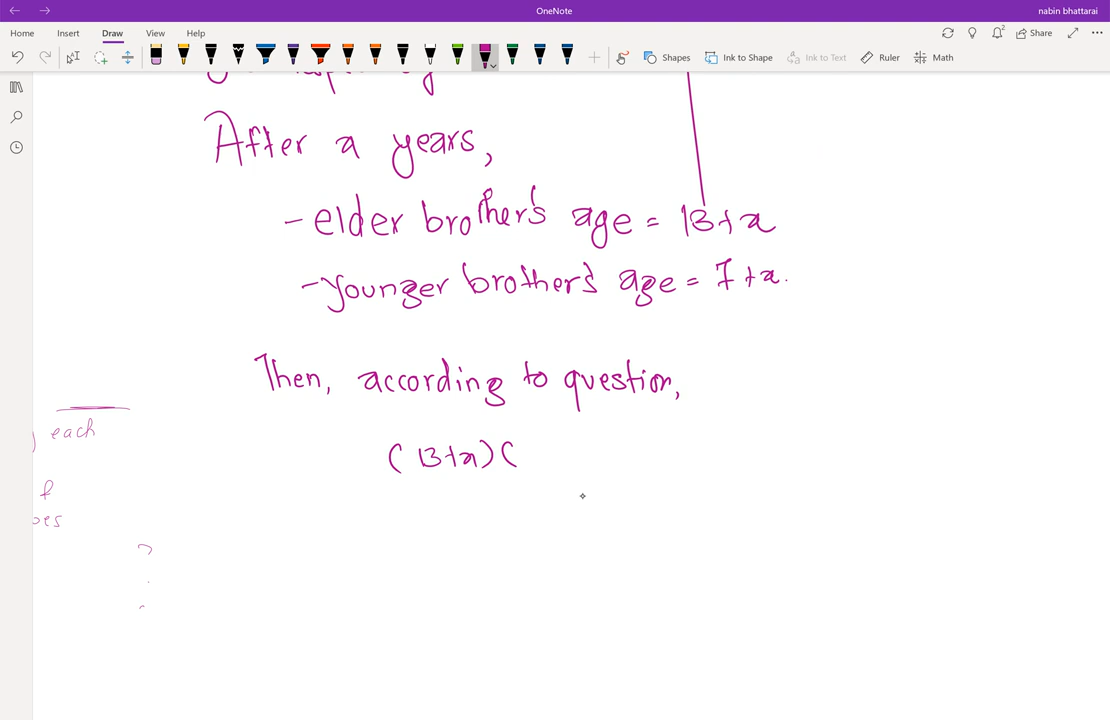 OneNote
nabin bhattarai
Home Insert Draw View Help
Share
Shapes Ink to Shape Ink to Text Ruler Math
After x years,
- elder brother's age = 13+x
- younger brother's age = 7+x.
Then, according to question,
each
(13+x)(